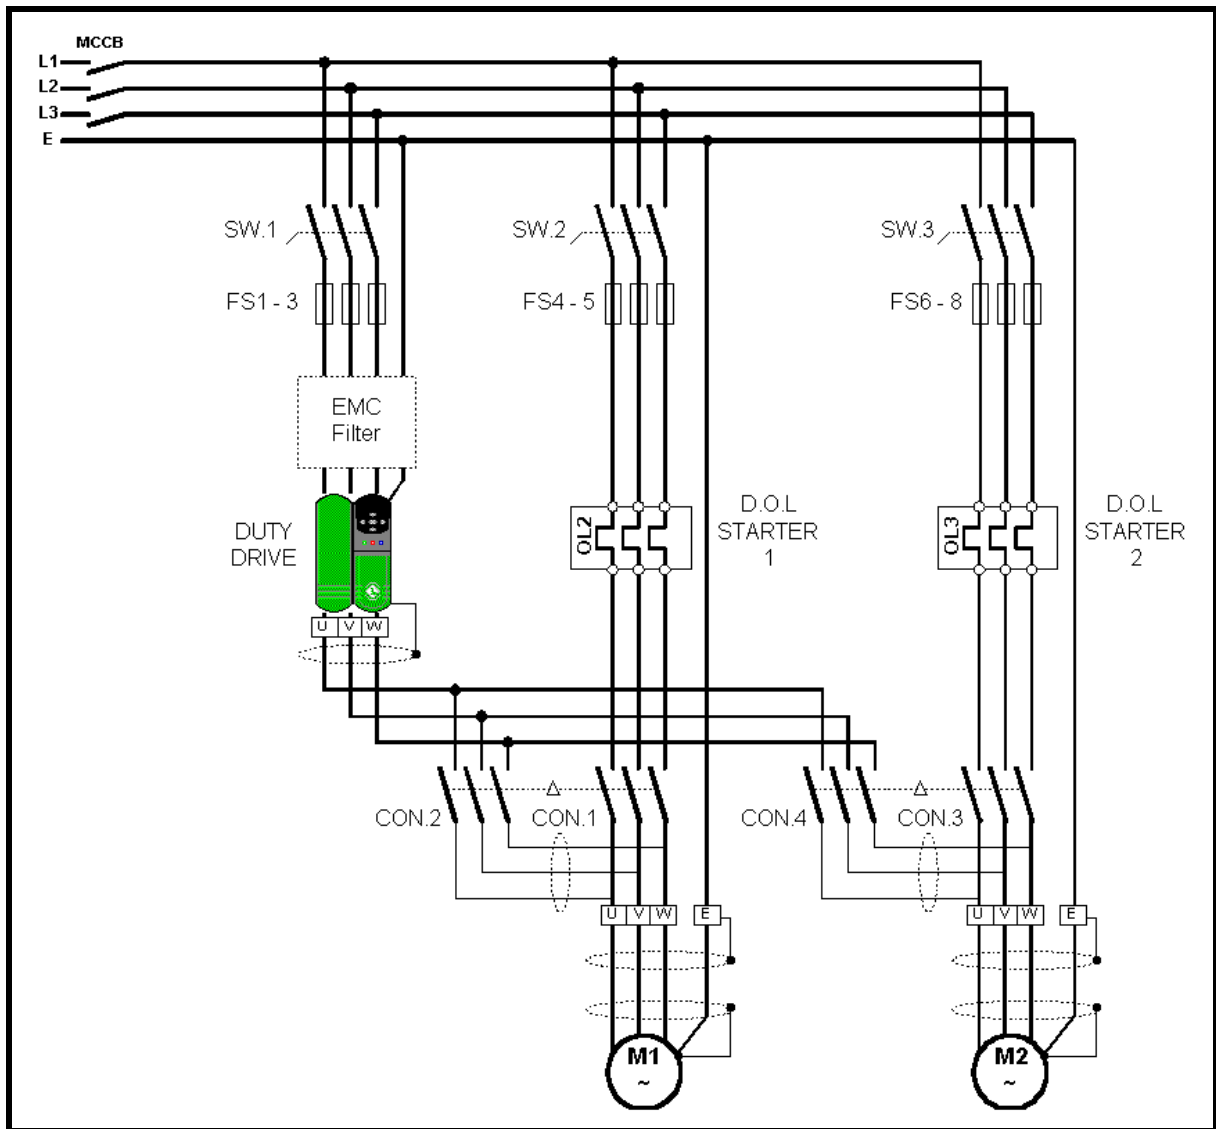 MCCB
L1
L2
L3
E
SW.1
SW.2
SW.3
FS1 - 3
FS4 - 5
FS6 - 8
EMC
Filter
DUTY
DRIVE
OL2
D.O.L
STARTER
1
OL3
D.O.L
STARTER
2
U V W
CON.2
CON.1
CON.4
CON.3
U V W E
U V W E
M1
~
M2
~